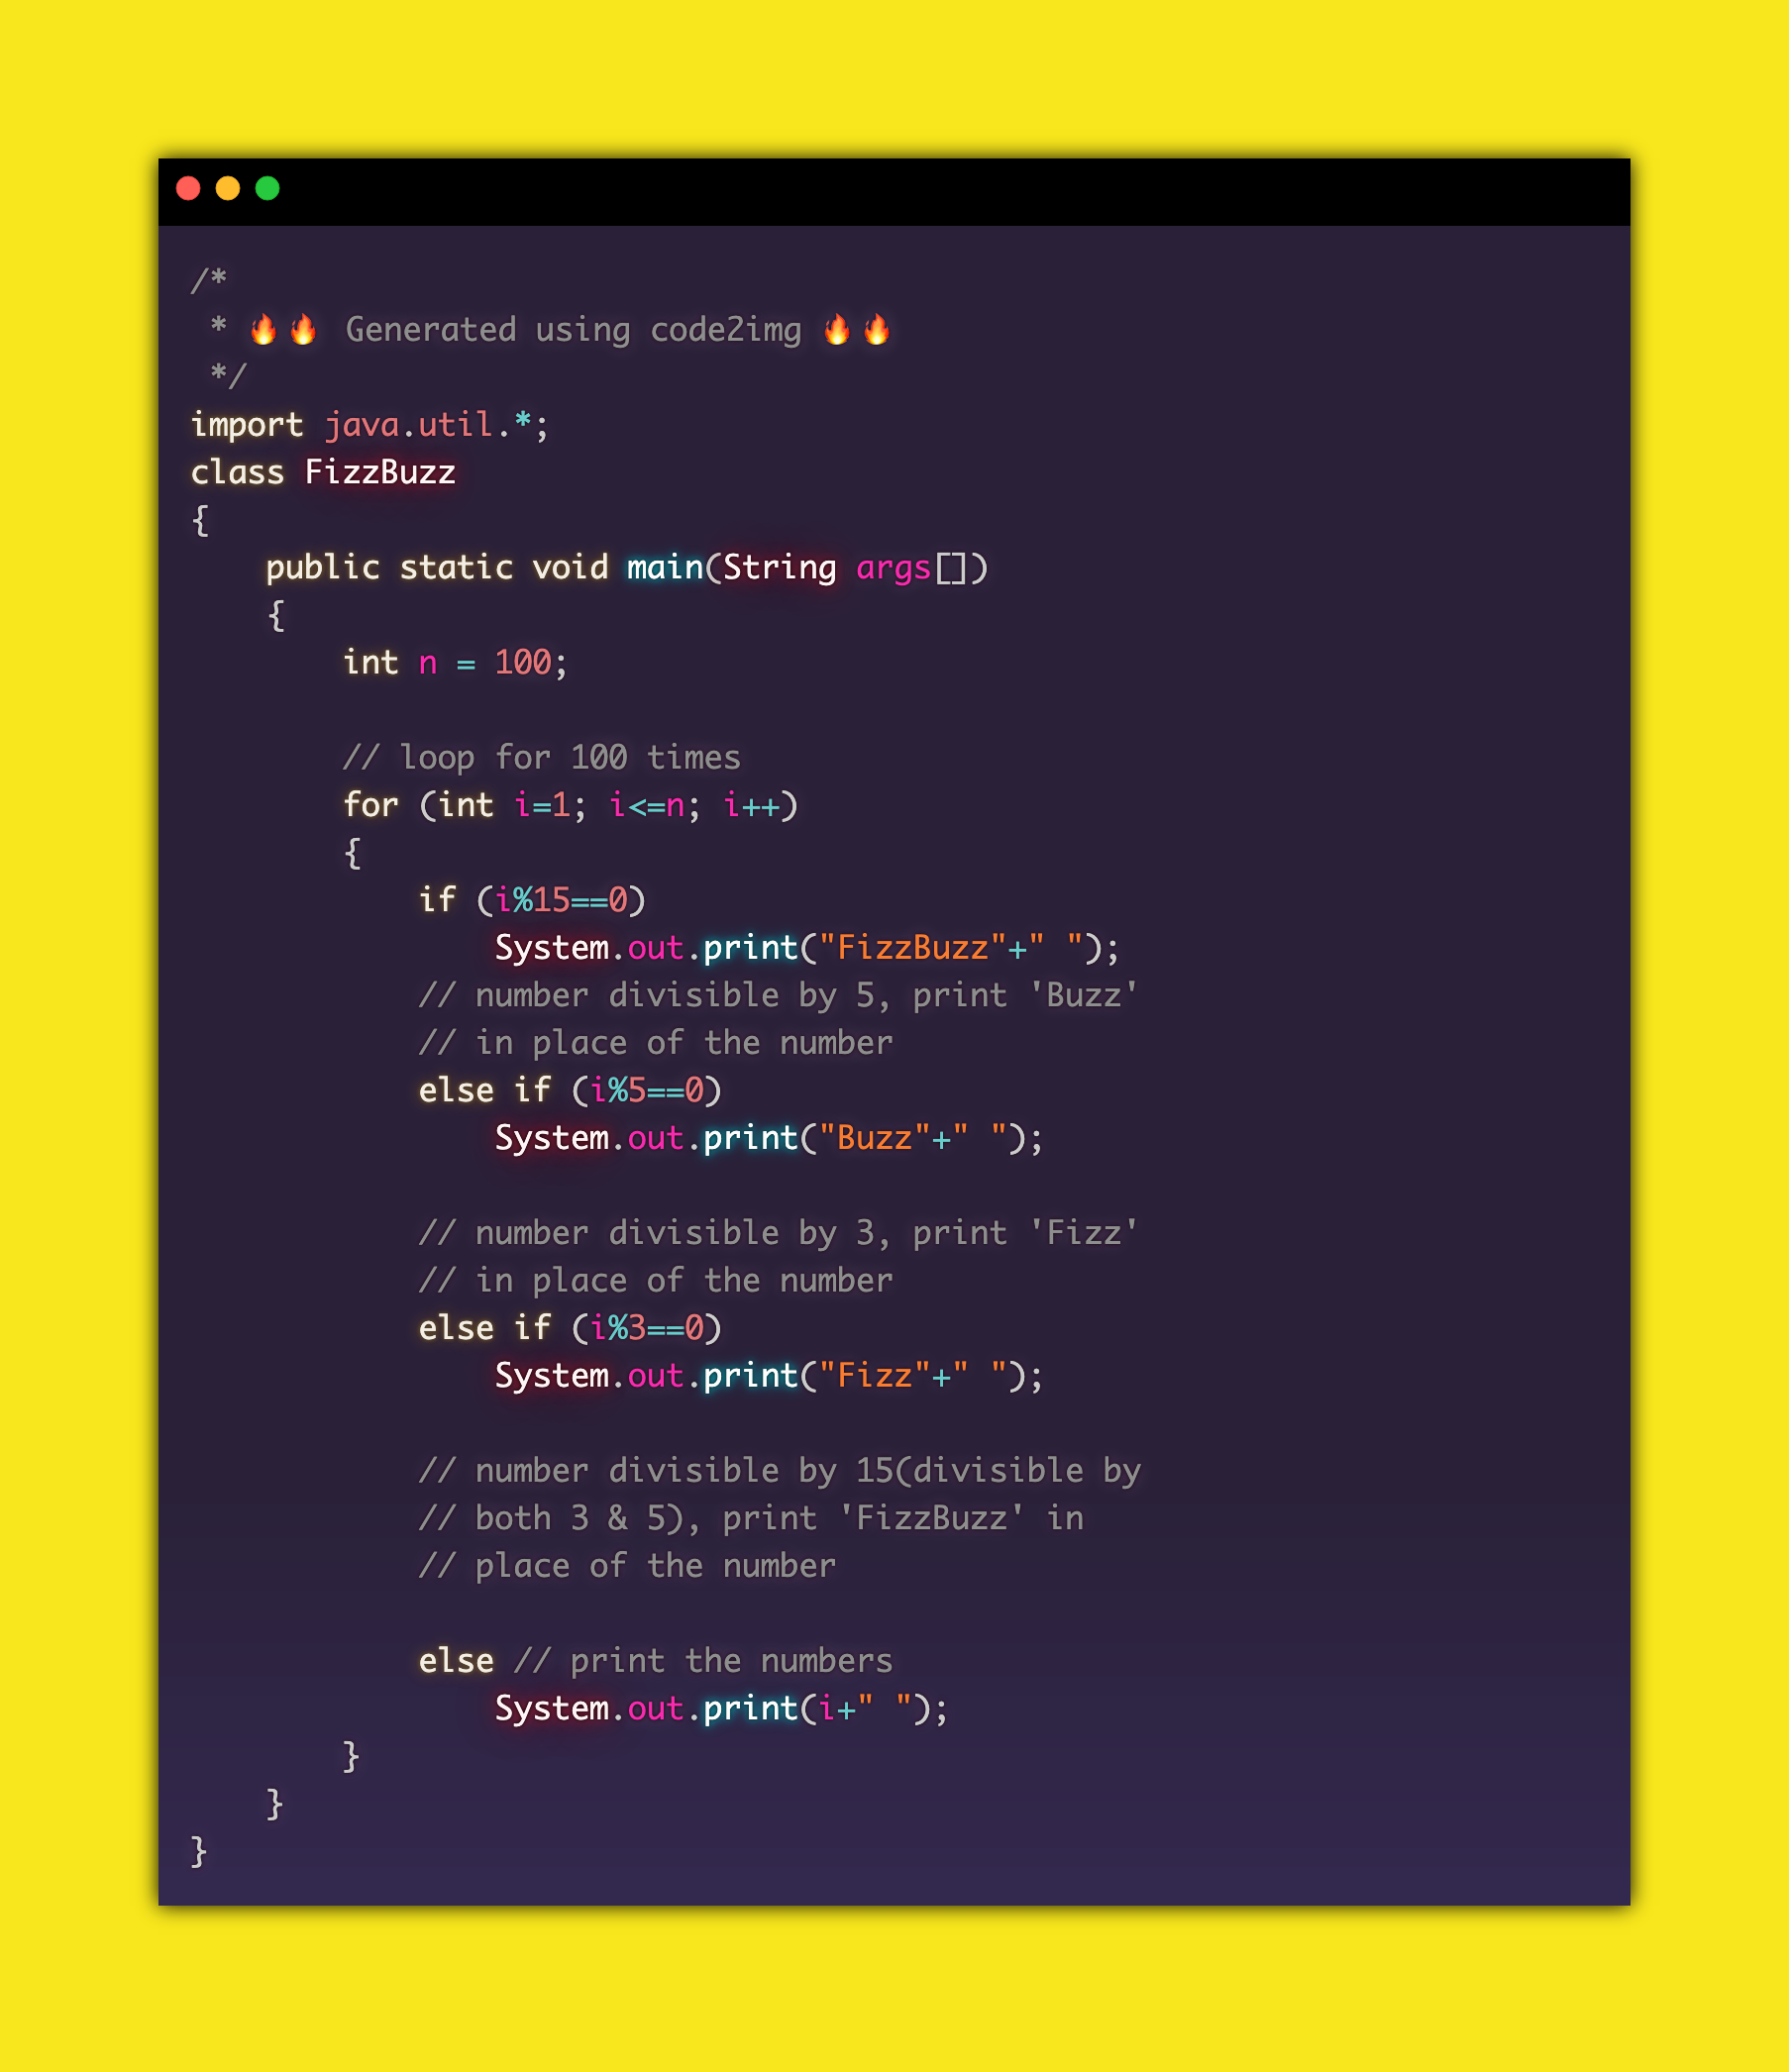 /*
 * 🔥🔥 Generated using code2img 🔥🔥
 */
import java.util.*;
class FizzBuzz
{
    public static void main(String args[])
    {
        int n = 100;

        // loop for 100 times
        for (int i=1; i<=n; i++)
        {
            if (i%15==0)
                System.out.print("FizzBuzz"+" ");
            // number divisible by 5, print 'Buzz'
            // in place of the number
            else if (i%5==0)
                System.out.print("Buzz"+" ");

            // number divisible by 3, print 'Fizz'
            // in place of the number
            else if (i%3==0)
                System.out.print("Fizz"+" ");

            // number divisible by 15(divisible by
            // both 3 & 5), print 'FizzBuzz' in
            // place of the number

            else // print the numbers
                System.out.print(i+" ");
        }
    }
}